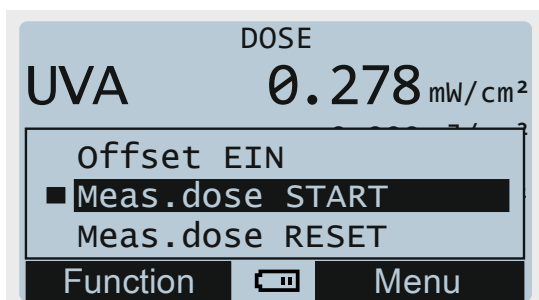 DOSE
UVA 0.278 mW/cm²
Offset EIN
Meas.dose START
Meas.dose RESET
Function Menu